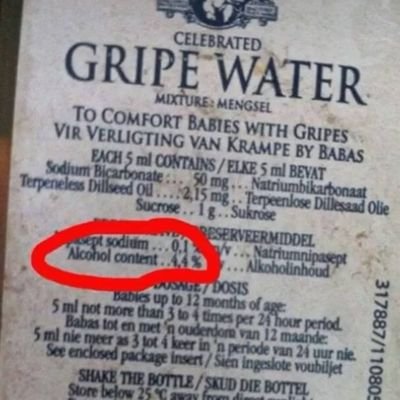 CELEBRATED
GRIPE WATER
MIXTURE: MENGSEL
TO COMFORT BABIES WITH GRIPES
VIR VERLIGTING VAN KRAMPE BY BABAS
EACH 5 ml CONTAINS / ELKE 5 ml BEVAT
Sodium Bicarbonate ... 50 mg ... Natriumbikarbonaat
Terpeneless Dillseed Oil ... 2,15 mg ... Terpeenlose Dillesaad Olie
Sucrose .. 1 g .. Sukrose
sodium ... 0,1 % ... Natriumnipasept
Alcohol content .. 4,4 % ... Alkoholinhoud
DOSAGE / DOSIS
Babies up to 12 months of age:
5 ml not more than 3 to 4 times per 24 hour period.
Babas tot en met 'n ouderdom van 12 maande:
5 ml nie meer as 3 tot 4 keer in 'n periode van 24 uur nie.
See enclosed package insert / Sien ingeslote voubiljet
SHAKE THE BOTTLE / SKUD DIE BOTTEL
Store below 25 °C away from direct
317887/11080